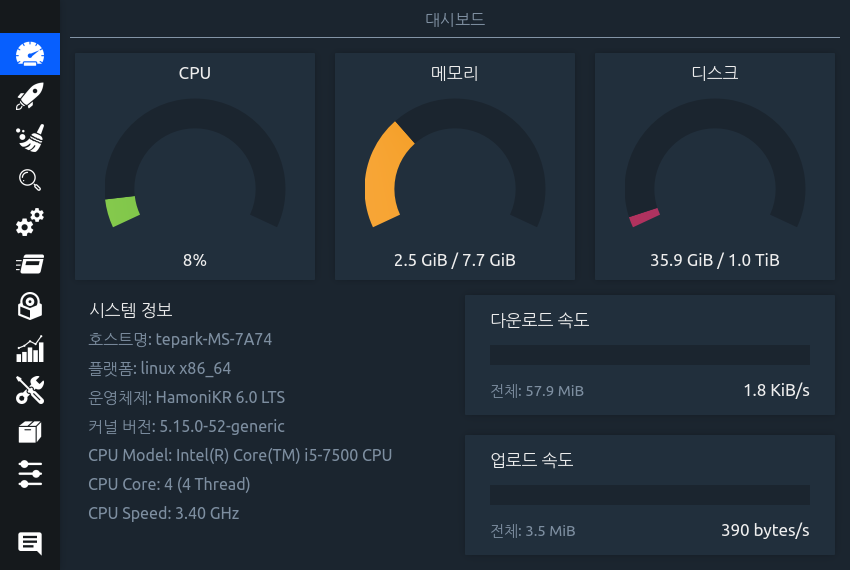 대시보드
CPU
메모리
디스크
8%
2.5 GiB / 7.7 GiB
35.9 GiB / 1.0 TiB
시스템 정보
호스트명: tepark-MS-7A74
플랫폼: linux x86_64
운영체제: HamoniKR 6.0 LTS
커널 버전: 5.15.0-52-generic
CPU Model: Intel(R) Core(TM) i5-7500 CPU
CPU Core: 4 (4 Thread)
CPU Speed: 3.40 GHz
다운로드 속도
전체: 57.9 MiB
1.8 KiB/s
업로드 속도
전체: 3.5 MiB
390 bytes/s